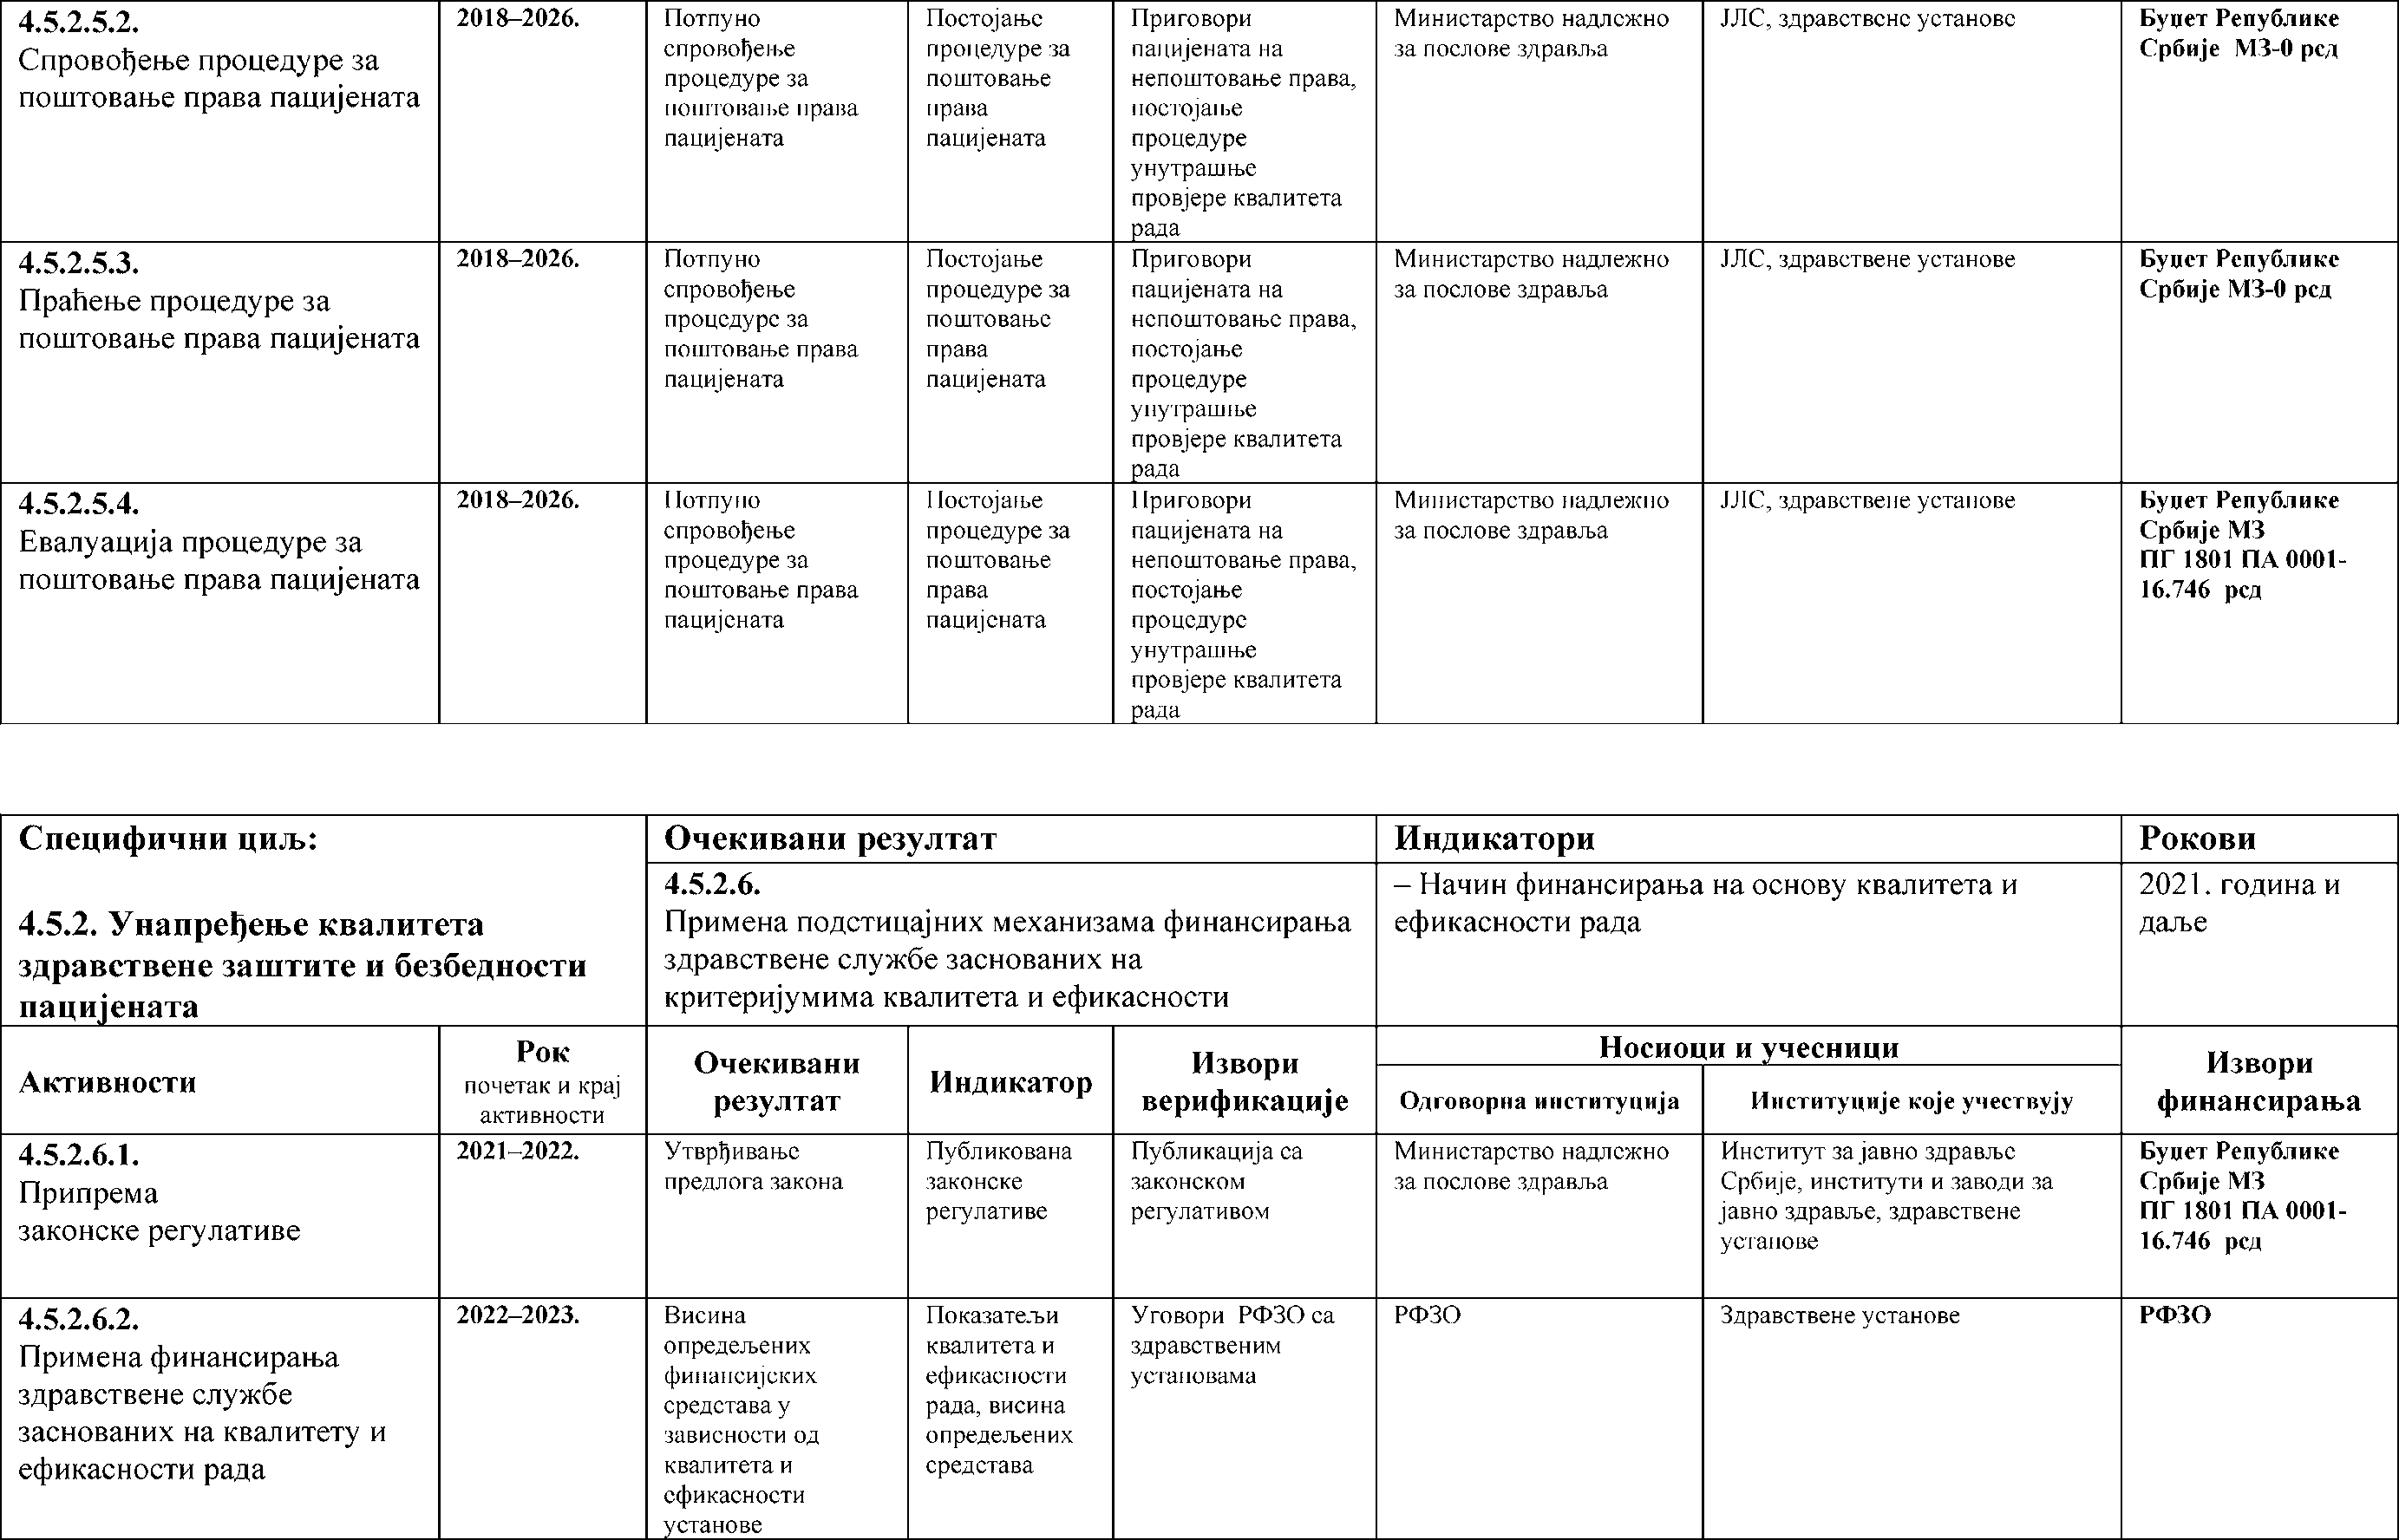 4.5.2.5.2.
Спровођење процедуре за
поштовање права пацијената
2018–2026.
Потпуно
спровођење
процедуре за
поштовање права
пацијената
Постојање
процедуре за
поштовање
права
пацијената
Приговори
пацијената на
непоштовање права,
постојање
процедуре
унутрашње
провјере квалитета
рада
Министарство надлежно
за послове здравља
ЈЛС, здравствене установе
Буџет Републике
Србије МЗ-0 рсд
4.5.2.5.3.
Праћење процедуре за
поштовање права пацијената
2018–2026.
Потпуно
спровођење
процедуре за
поштовање права
пацијената
Постојање
процедуре за
поштовање
права
пацијената
Приговори
пацијената на
непоштовање права,
постојање
процедуре
унутрашње
провјере квалитета
рада
Министарство надлежно
за послове здравља
ЈЛС, здравствене установе
Буџет Републике
Србије МЗ-0 рсд
4.5.2.5.4.
Евалуација процедуре за
поштовање права пацијената
2018–2026.
Потпуно
спровођење
процедуре за
поштовање права
пацијената
Постојање
процедуре за
поштовање
права
пацијената
Приговори
пацијената на
непоштовање права,
постојање
процедуре
унутрашње
провјере квалитета
рада
Министарство надлежно
за послове здравља
ЈЛС, здравствене установе
Буџет Републике
Србије МЗ
ПГ 1801 ПА 0001-
16.746 рсд
Специфични циљ:
4.5.2. Унапређење квалитета
здравствене заштите и безбедности
пацијената
Очекивани резултат
4.5.2.6.
Примена подстицајних механизама финансирања
здравствене службе заснованих на
критеријумима квалитета и ефикасности
Индикатори
– Начин финансирања на основу квалитета и
ефикасности рада
Рокови
2021. година и
даље
Активности
Рок
почетак и крај
активности
Очекивани
резултат
Индикатор
Извори
верификације
Носиоци и учесници
Одговорна институција
Институције које учествују
Извори
финансирања
4.5.2.6.1.
Припрема
законске регулативе
2021–2022.
Утврђивање
предлога закона
Публикована
законске
регулативе
Публикација са
законском
регулативом
Министарство надлежно
за послове здравља
Институт за јавно здравље
Србије, институти и заводи за
јавно здравље, здравствене
установе
Буџет Републике
Србије МЗ
ПГ 1801 ПА 0001-
16.746 рсд
4.5.2.6.2.
Примена финансирања
здравствене службе
заснованих на квалитету и
ефикасности рада
2022–2023.
Висина
опредељених
финансијских
средстава у
зависности од
квалитета и
ефикасности
установе
Показатељи
квалитета и
ефикасности
рада, висина
опредељених
средстава
Уговори РФЗО са
здравственим
установама
РФЗО
Здравствене установе
РФЗО